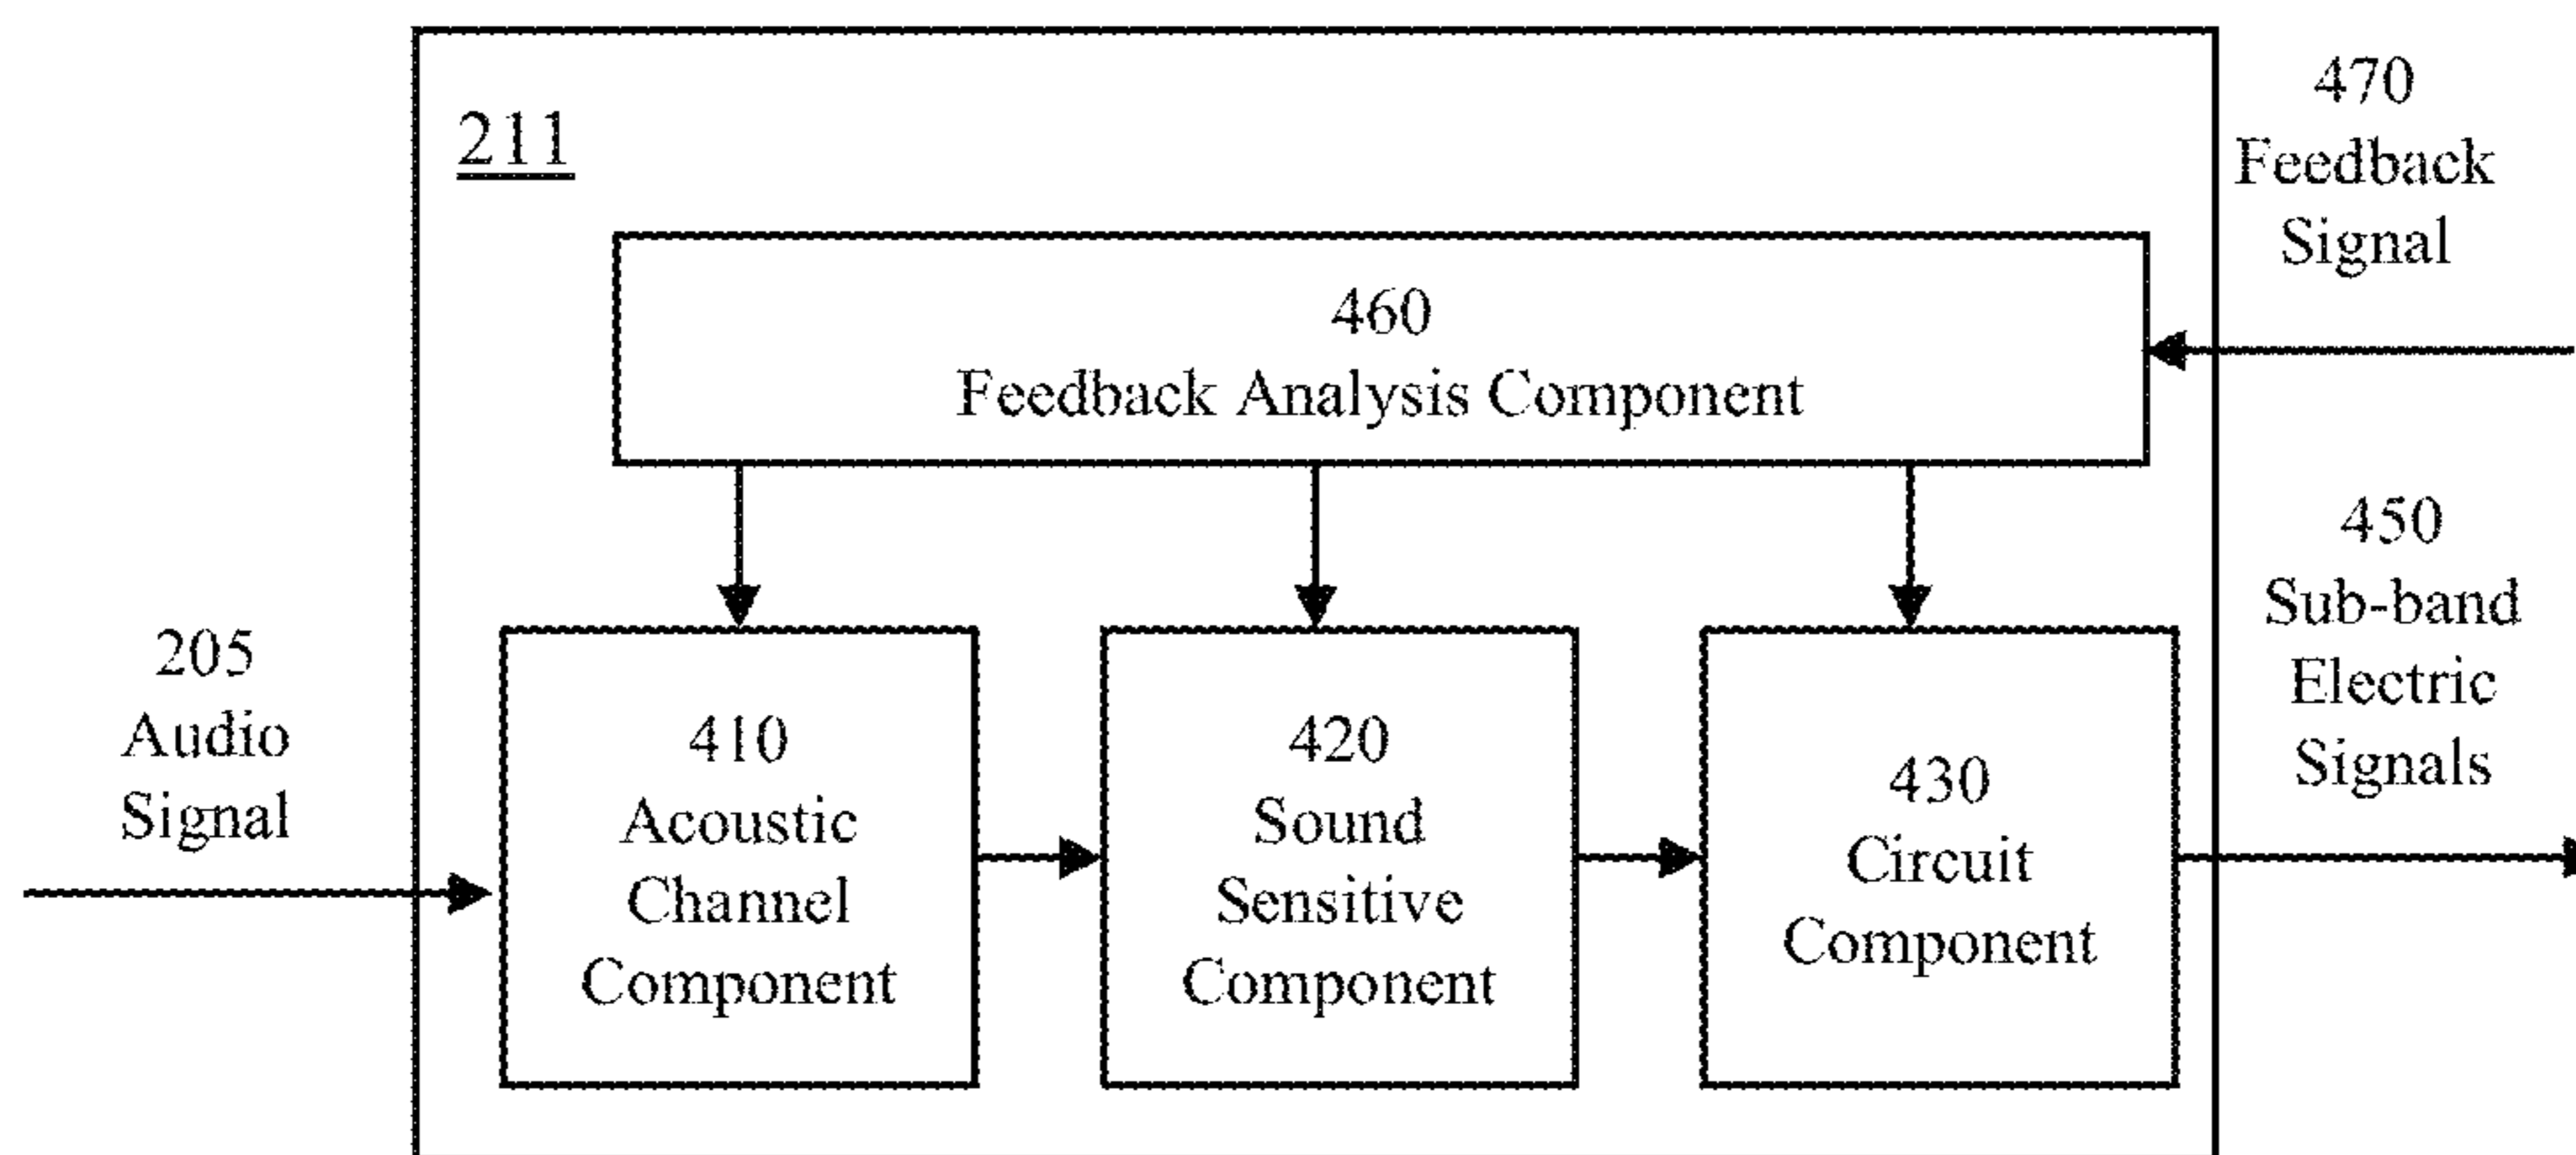 211
470
Feedback
Signal
460
Feedback Analysis Component
205
Audio
Signal
410
Acoustic
Channel
Component
420
Sound
Sensitive
Component
430
Circuit
Component
450
Sub-band
Electric
Signals